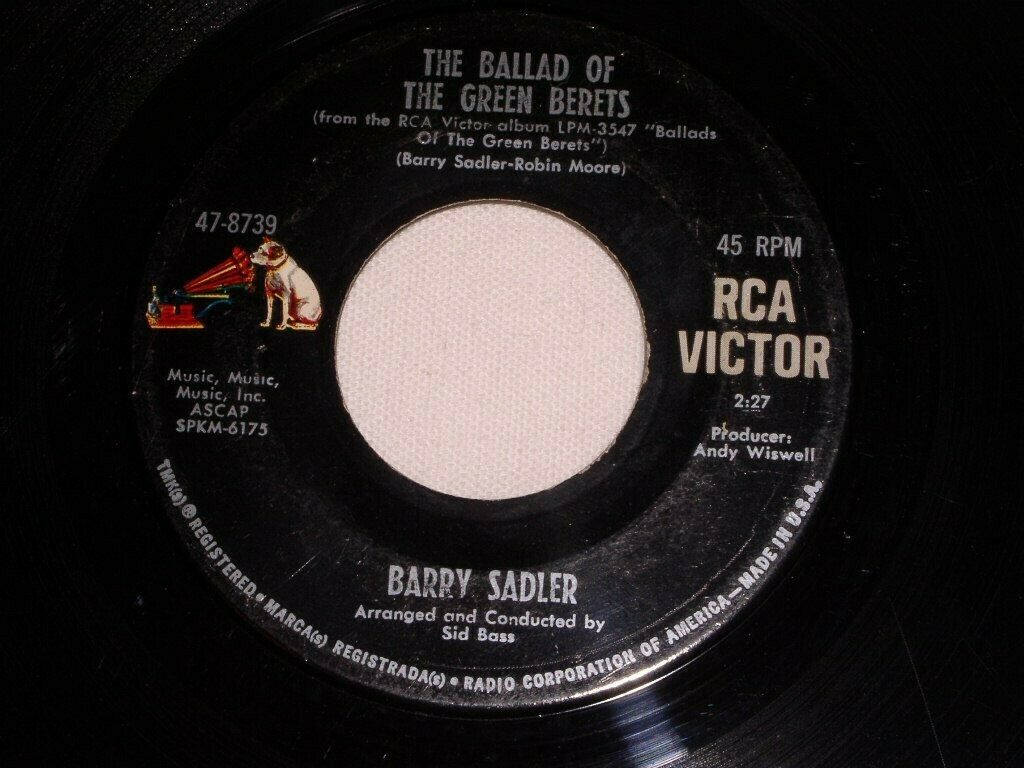 THE BALLAD OF
THE GREEN BERETS
(from the RCA Victor album LPM-3547 "Ballads
Of The Green Berets")
(Barry Sadler-Robin Moore)
47-8739
45 RPM
RCA
VICTOR
2:27
Producer:
Andy Wiswell
Music, Music,
Music, Inc.
ASCAP
SPKM-6175
BARRY SADLER
Arranged and Conducted by
Sid Bass
TMK(s) ® REGISTERED • MARCA(s) REGISTRADA(s) • RADIO CORPORATION OF AMERICA—MADE IN U.S.A.